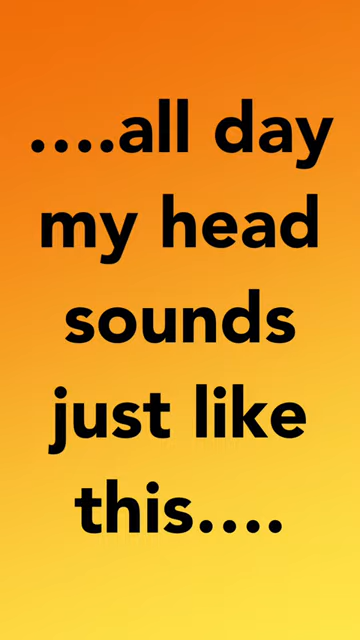 ....all day
my head
sounds
just like
this....